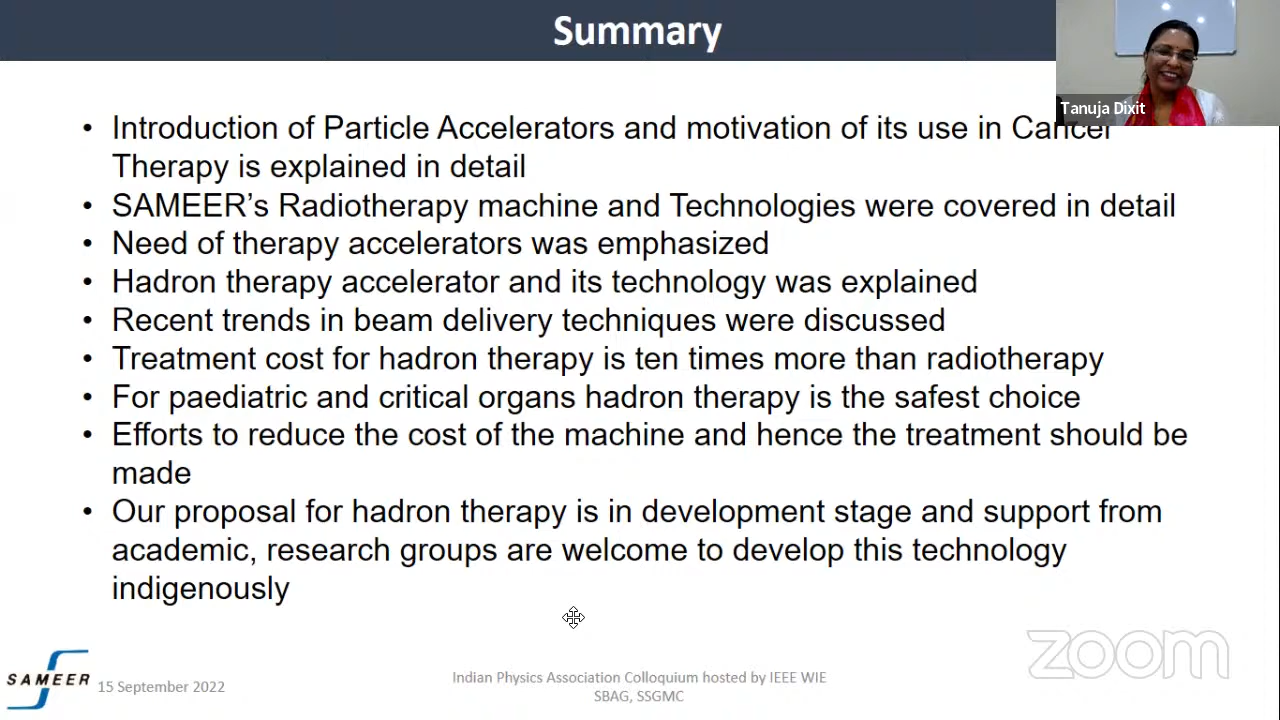 Summary
Tanuja Dixit
• Introduction of Particle Accelerators and motivation of its use in Cancer
Therapy is explained in detail
• SAMEER’s Radiotherapy machine and Technologies were covered in detail
• Need of therapy accelerators was emphasized
• Hadron therapy accelerator and its technology was explained
• Recent trends in beam delivery techniques were discussed
• Treatment cost for hadron therapy is ten times more than radiotherapy
• For paediatric and critical organs hadron therapy is the safest choice
• Efforts to reduce the cost of the machine and hence the treatment should be
made
• Our proposal for hadron therapy is in development stage and support from
academic, research groups are welcome to develop this technology
indigenously
zoom
SAMEER
15 September 2022
Indian Physics Association Colloquium hosted by IEEE WIE
SBAG, SSGMC